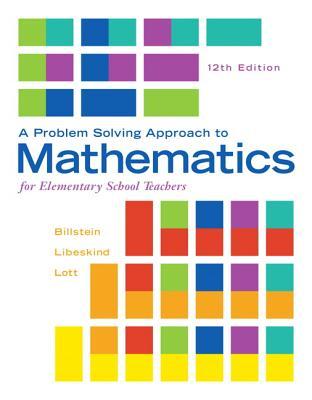 12th Edition
A Problem Solving Approach to
Mathematics
for Elementary School Teachers
Billstein
Libeskind
Lott